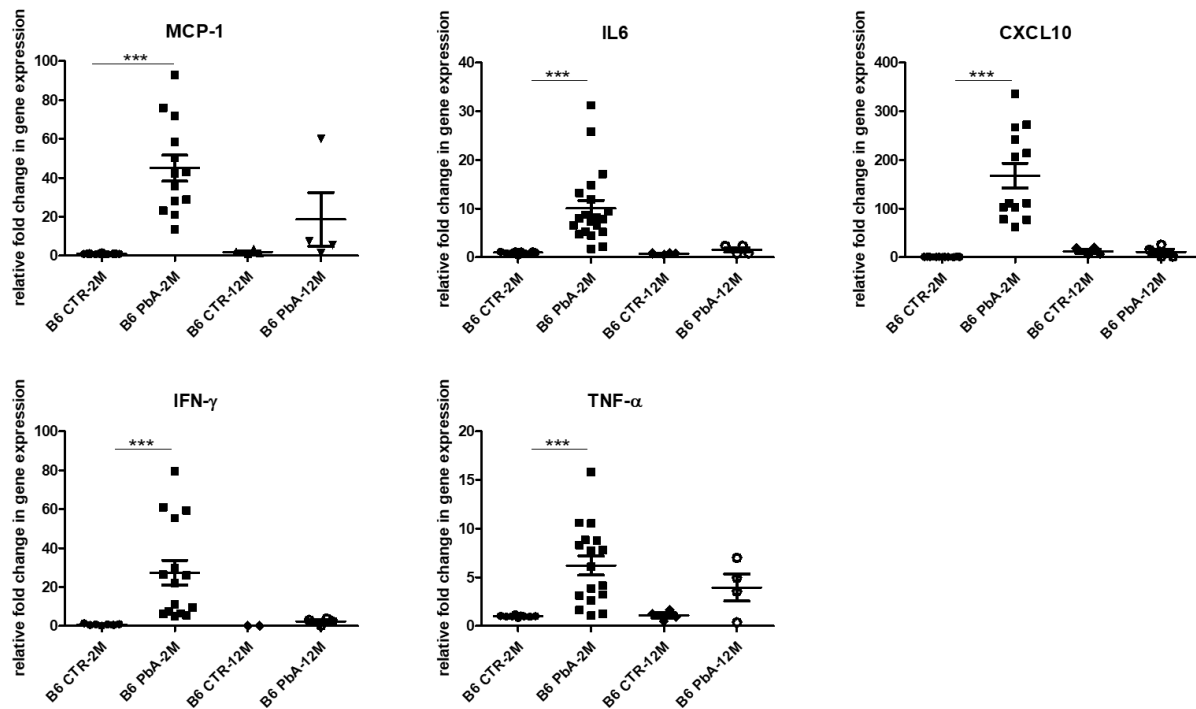 MCP-1
relative fold change in gene expression
100
80
60
40
20
0
***
B6 CTR-2M
B6 PbA-2M
B6 CTR-12M
B6 PbA-12M
IL6
relative fold change in gene expression
40
30
20
10
0
***
B6 CTR-2M
B6 PbA-2M
B6 CTR-12M
B6 PbA-12M
CXCL10
relative fold change in gene expression
400
300
200
100
0
***
B6 CTR-2M
B6 PbA-2M
B6 CTR-12M
B6 PbA-12M
IFN-γ
relative fold change in gene expression
100
80
60
40
20
0
***
B6 CTR-2M
B6 PbA-2M
B6 CTR-12M
B6 PbA-12M
TNF-α
relative fold change in gene expression
20
15
10
5
0
***
B6 CTR-2M
B6 PbA-2M
B6 CTR-12M
B6 PbA-12M